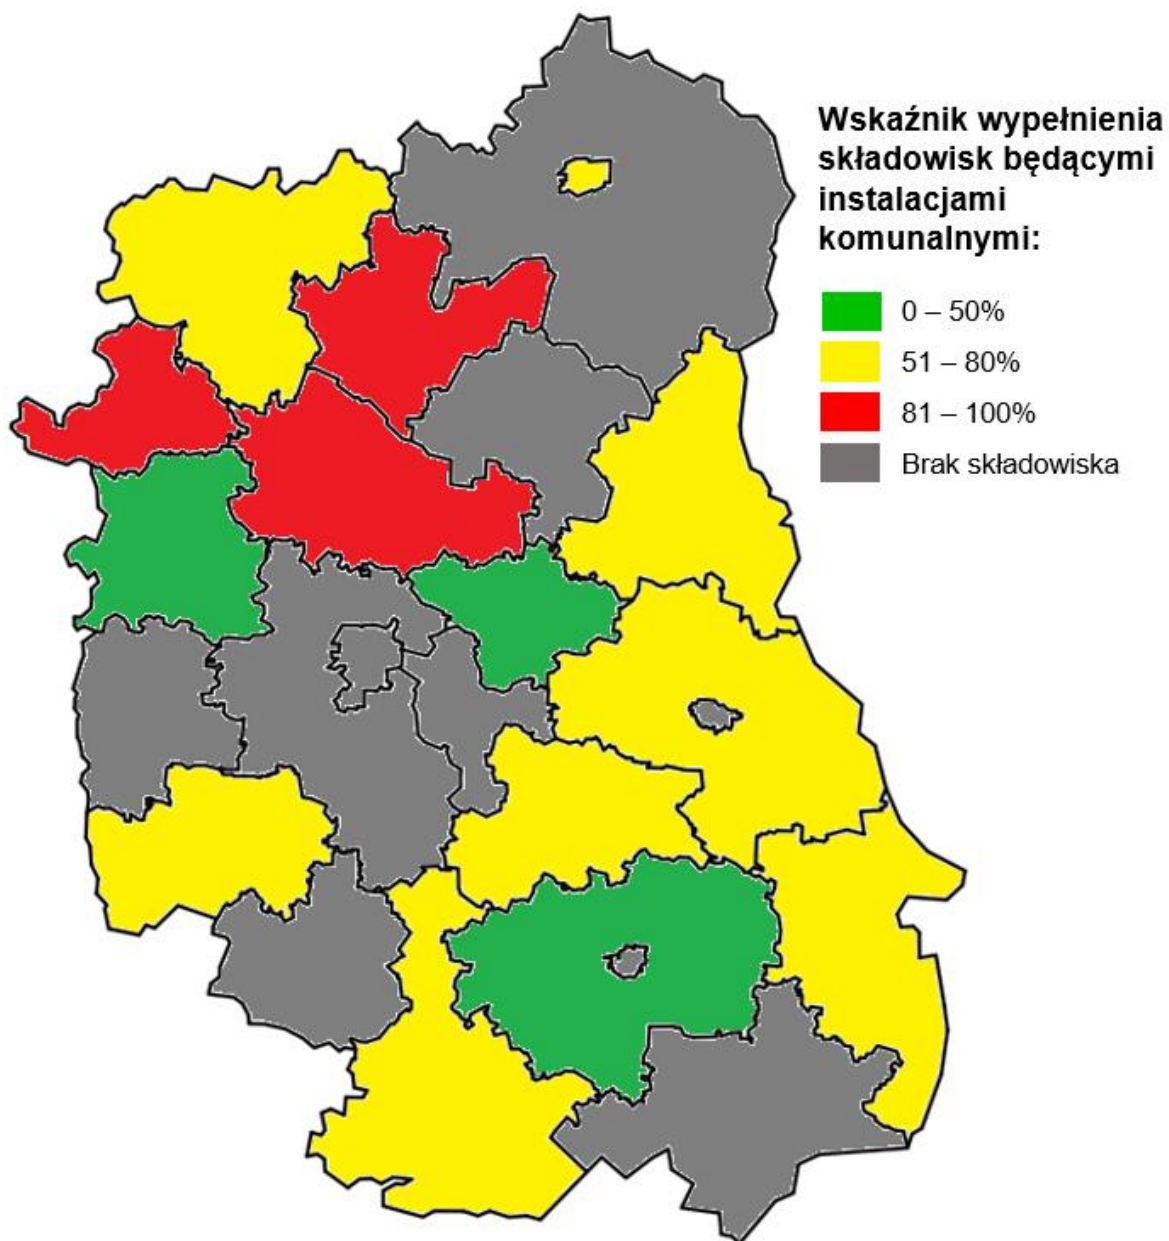 Wskaźnik wypełnienia
składowisk będącymi
instalacjami
komunalnymi:
0 – 50%
51 – 80%
81 – 100%
Brak składowiska